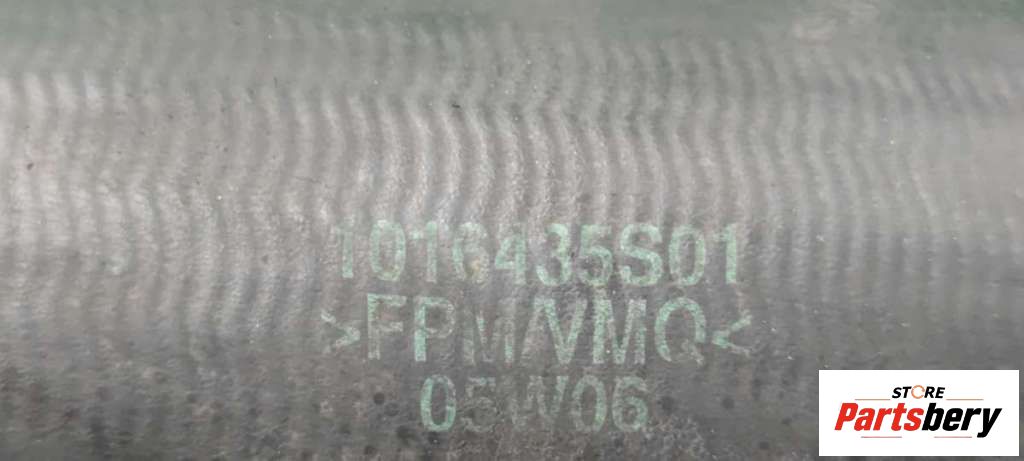 1016435S01
>FPM/VMQ<
05W06
STORE
Partsbery